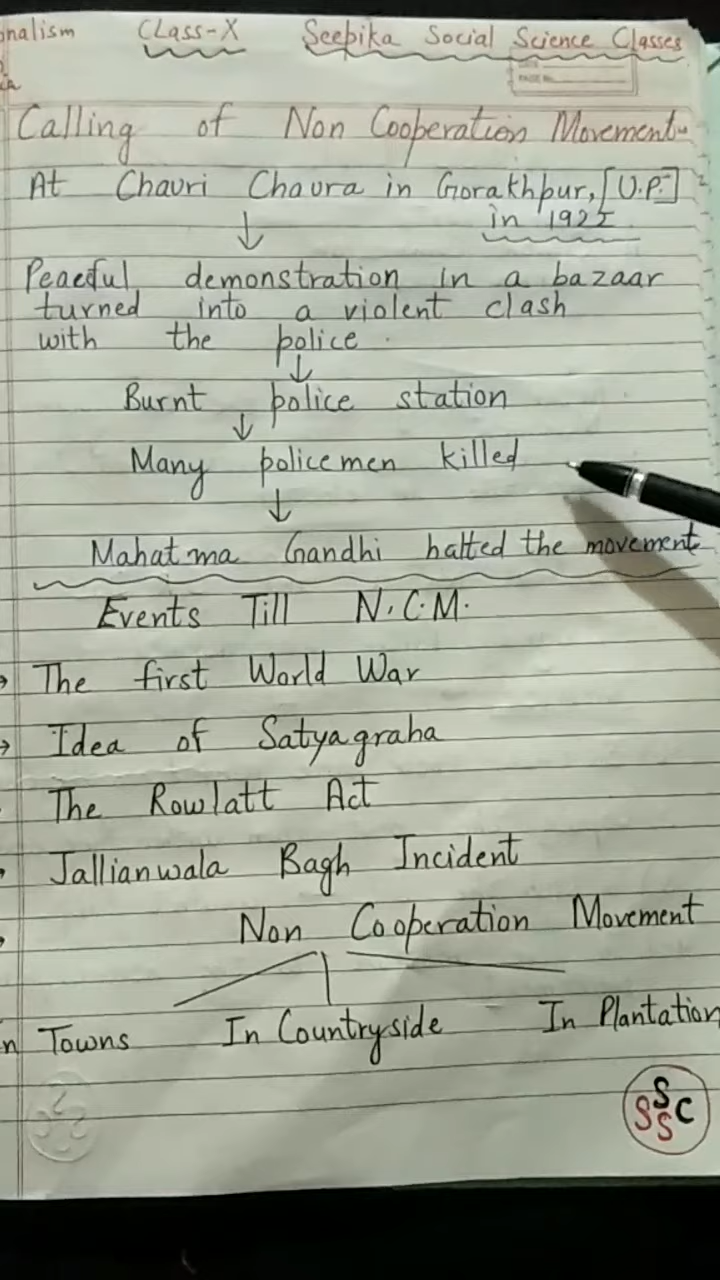 nalism CLASS-X Seepika Social Science Classes
Calling of Non Cooperation Movement
At Chauri Chaura in Gorakhpur, [U.P.]
in 1922
↓
Peaceful demonstration in a bazaar
turned into a violent clash
with the police.
↓
Burnt police station
↓
Many policemen killed
↓
Mahatma Gandhi halted the movement
Events Till N.C.M.
→ The first World War
→ Idea of Satyagraha
The Rowlatt Act
Jallianwala Bagh Incident
Non Cooperation Movement
n Towns In Countryside In Plantation
SSSC